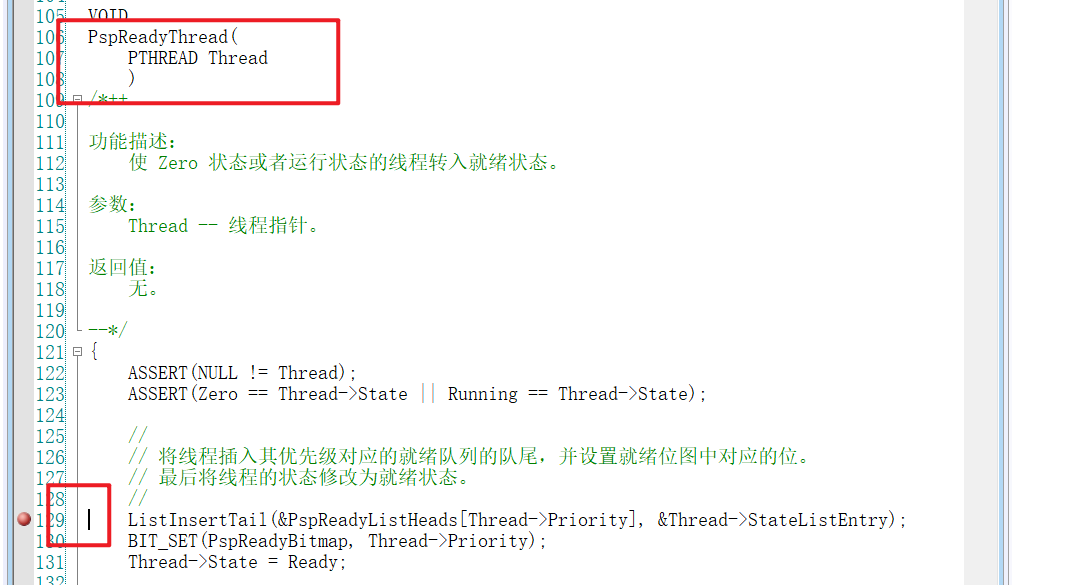 105 VOID
106 PspReadyThread(
107     PTHREAD Thread
108     )
109 /*++
110
111 功能描述:
112     使 Zero 状态或者运行状态的线程转入就绪状态。
113
114 参数:
115     Thread -- 线程指针。
116
117 返回值:
118     无。
119
120 --*/
121 {
122     ASSERT(NULL != Thread);
123     ASSERT(Zero == Thread->State || Running == Thread->State);
124
125     //
126     // 将线程插入其优先级对应的就绪队列的队尾，并设置就绪位图中对应的位。
127     // 最后将线程的状态修改为就绪状态。
128     //
129     ListInsertTail(&PspReadyListHeads[Thread->Priority], &Thread->StateListEntry);
130     BIT_SET(PspReadyBitmap, Thread->Priority);
131     Thread->State = Ready;
132